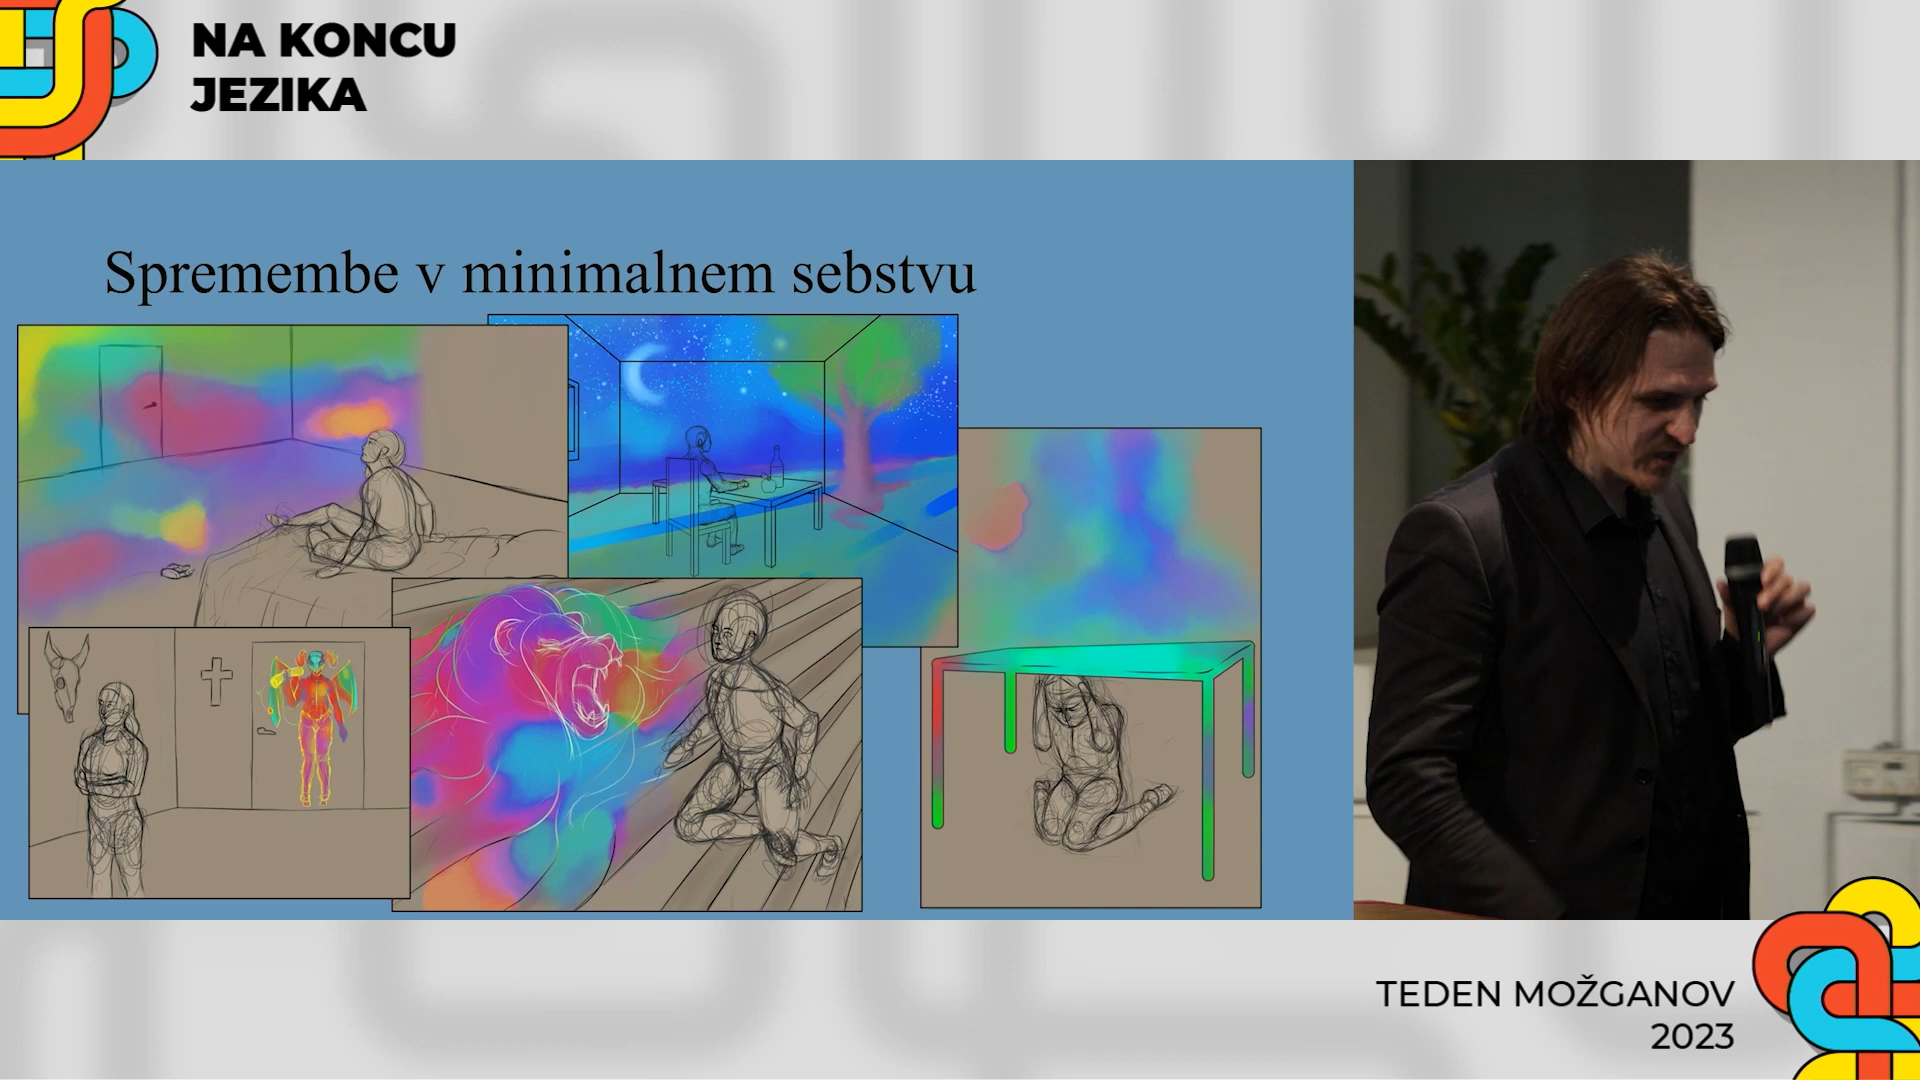 NA KONCU
JEZIKA
Spremembe v minimalnem sebstvu
TEDEN MOŽGANOV
2023